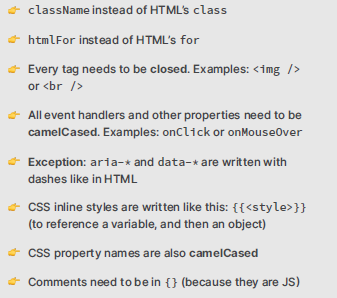 className instead of HTML's class
htmlFor instead of HTML's for
Every tag needs to be closed. Examples: <img />
or <br />
All event handlers and other properties need to be
camelCased. Examples: onClick or onMouseOver
Exception: aria-* and data-* are written with
dashes like in HTML
CSS inline styles are written like this: {{<style>}}
(to reference a variable, and then an object)
CSS property names are also camelCased
Comments need to be in {} (because they are JS)